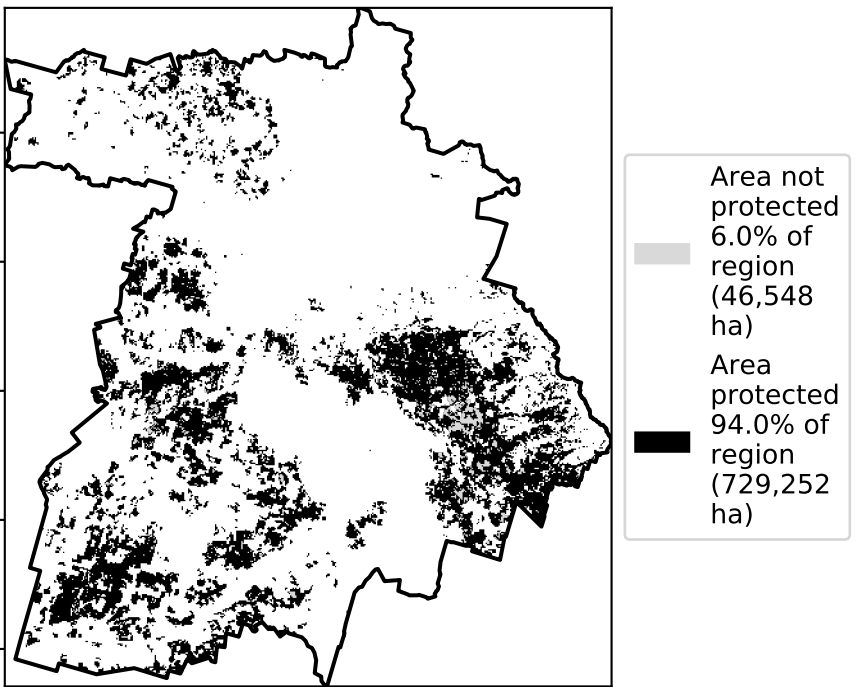 Area not
protected
6.0% of
region
(46,548
ha)
Area
protected
94.0% of
region
(729,252
ha)